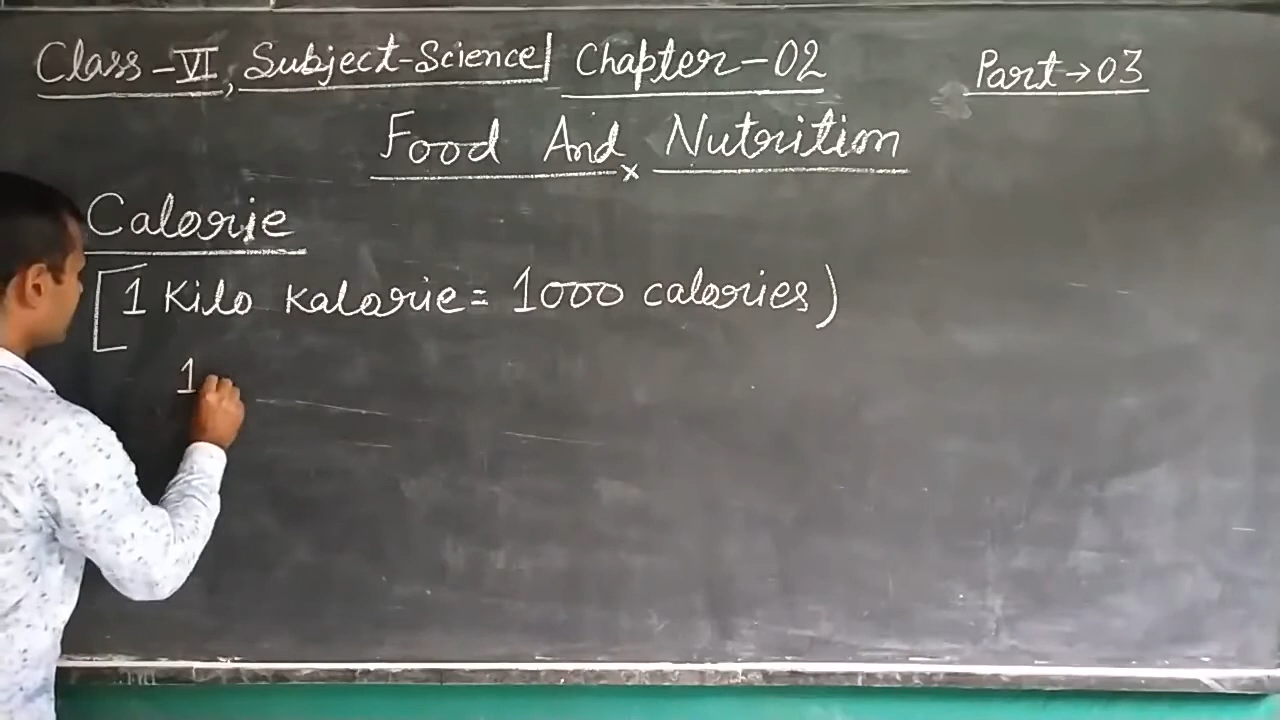 Class-VI, Subject-Science| Chapter-02 Part→03
Food And x Nutrition
Calorie
[1 Kilo Kalorie = 1000 calories)
1